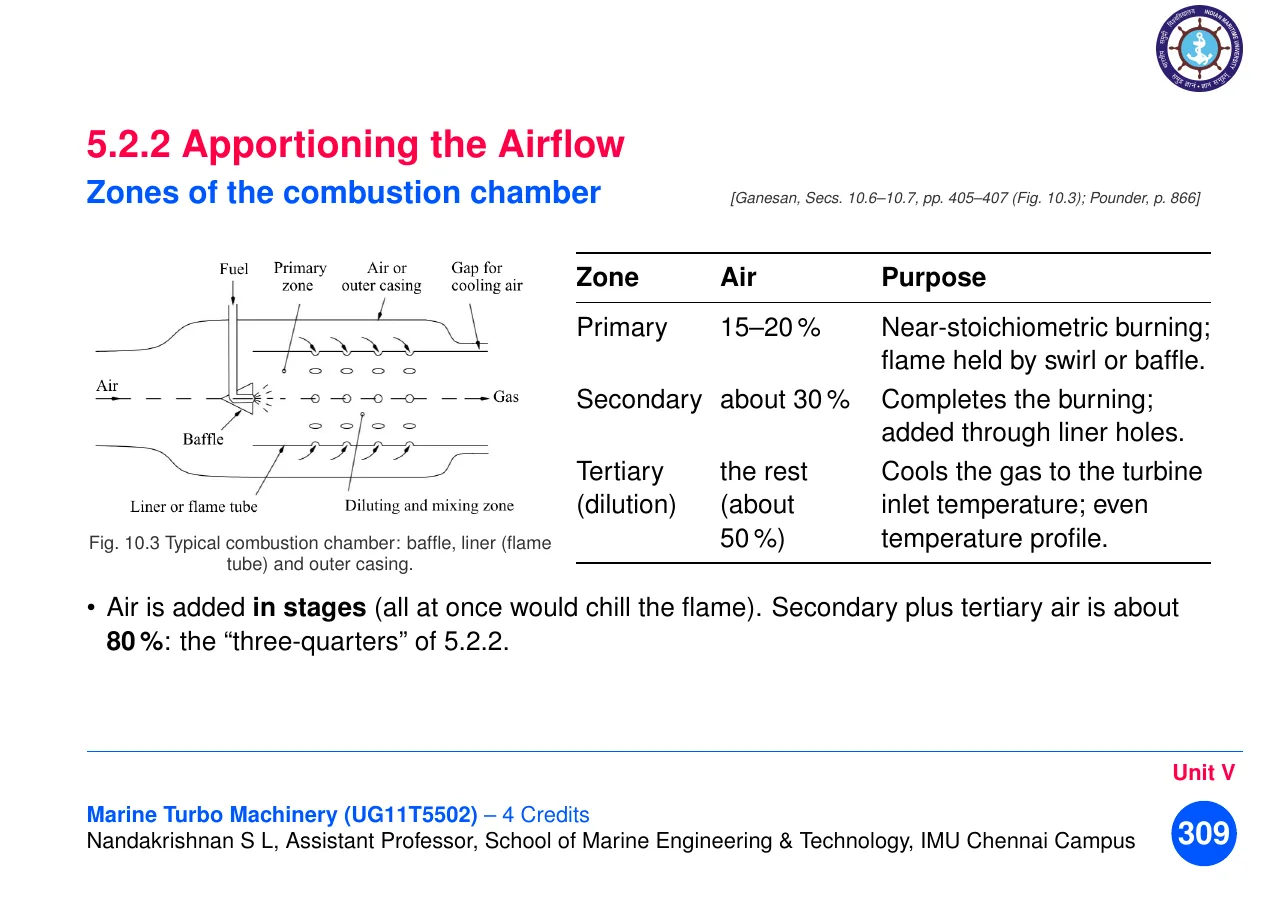 INDIAN MARITIME UNIVERSITY
5.2.2 Apportioning the Airflow
Zones of the combustion chamber
[Ganesan, Secs. 10.6–10.7, pp. 405–407 (Fig. 10.3); Pounder, p. 866]
Fuel
Primary
zone
Air or
outer casing
Gap for
cooling air
Air
Gas
Baffle
Liner or flame tube
Diluting and mixing zone
Fig. 10.3 Typical combustion chamber: baffle, liner (flame
tube) and outer casing.
Zone Air Purpose
Primary 15–20 % Near-stoichiometric burning;
flame held by swirl or baffle.
Secondary about 30 % Completes the burning;
added through liner holes.
Tertiary the rest Cools the gas to the turbine
(dilution) (about inlet temperature; even
50 %) temperature profile.
• Air is added in stages (all at once would chill the flame). Secondary plus tertiary air is about
80 %: the “three-quarters” of 5.2.2.
Unit V
Marine Turbo Machinery (UG11T5502) – 4 Credits
Nandakrishnan S L, Assistant Professor, School of Marine Engineering & Technology, IMU Chennai Campus
309